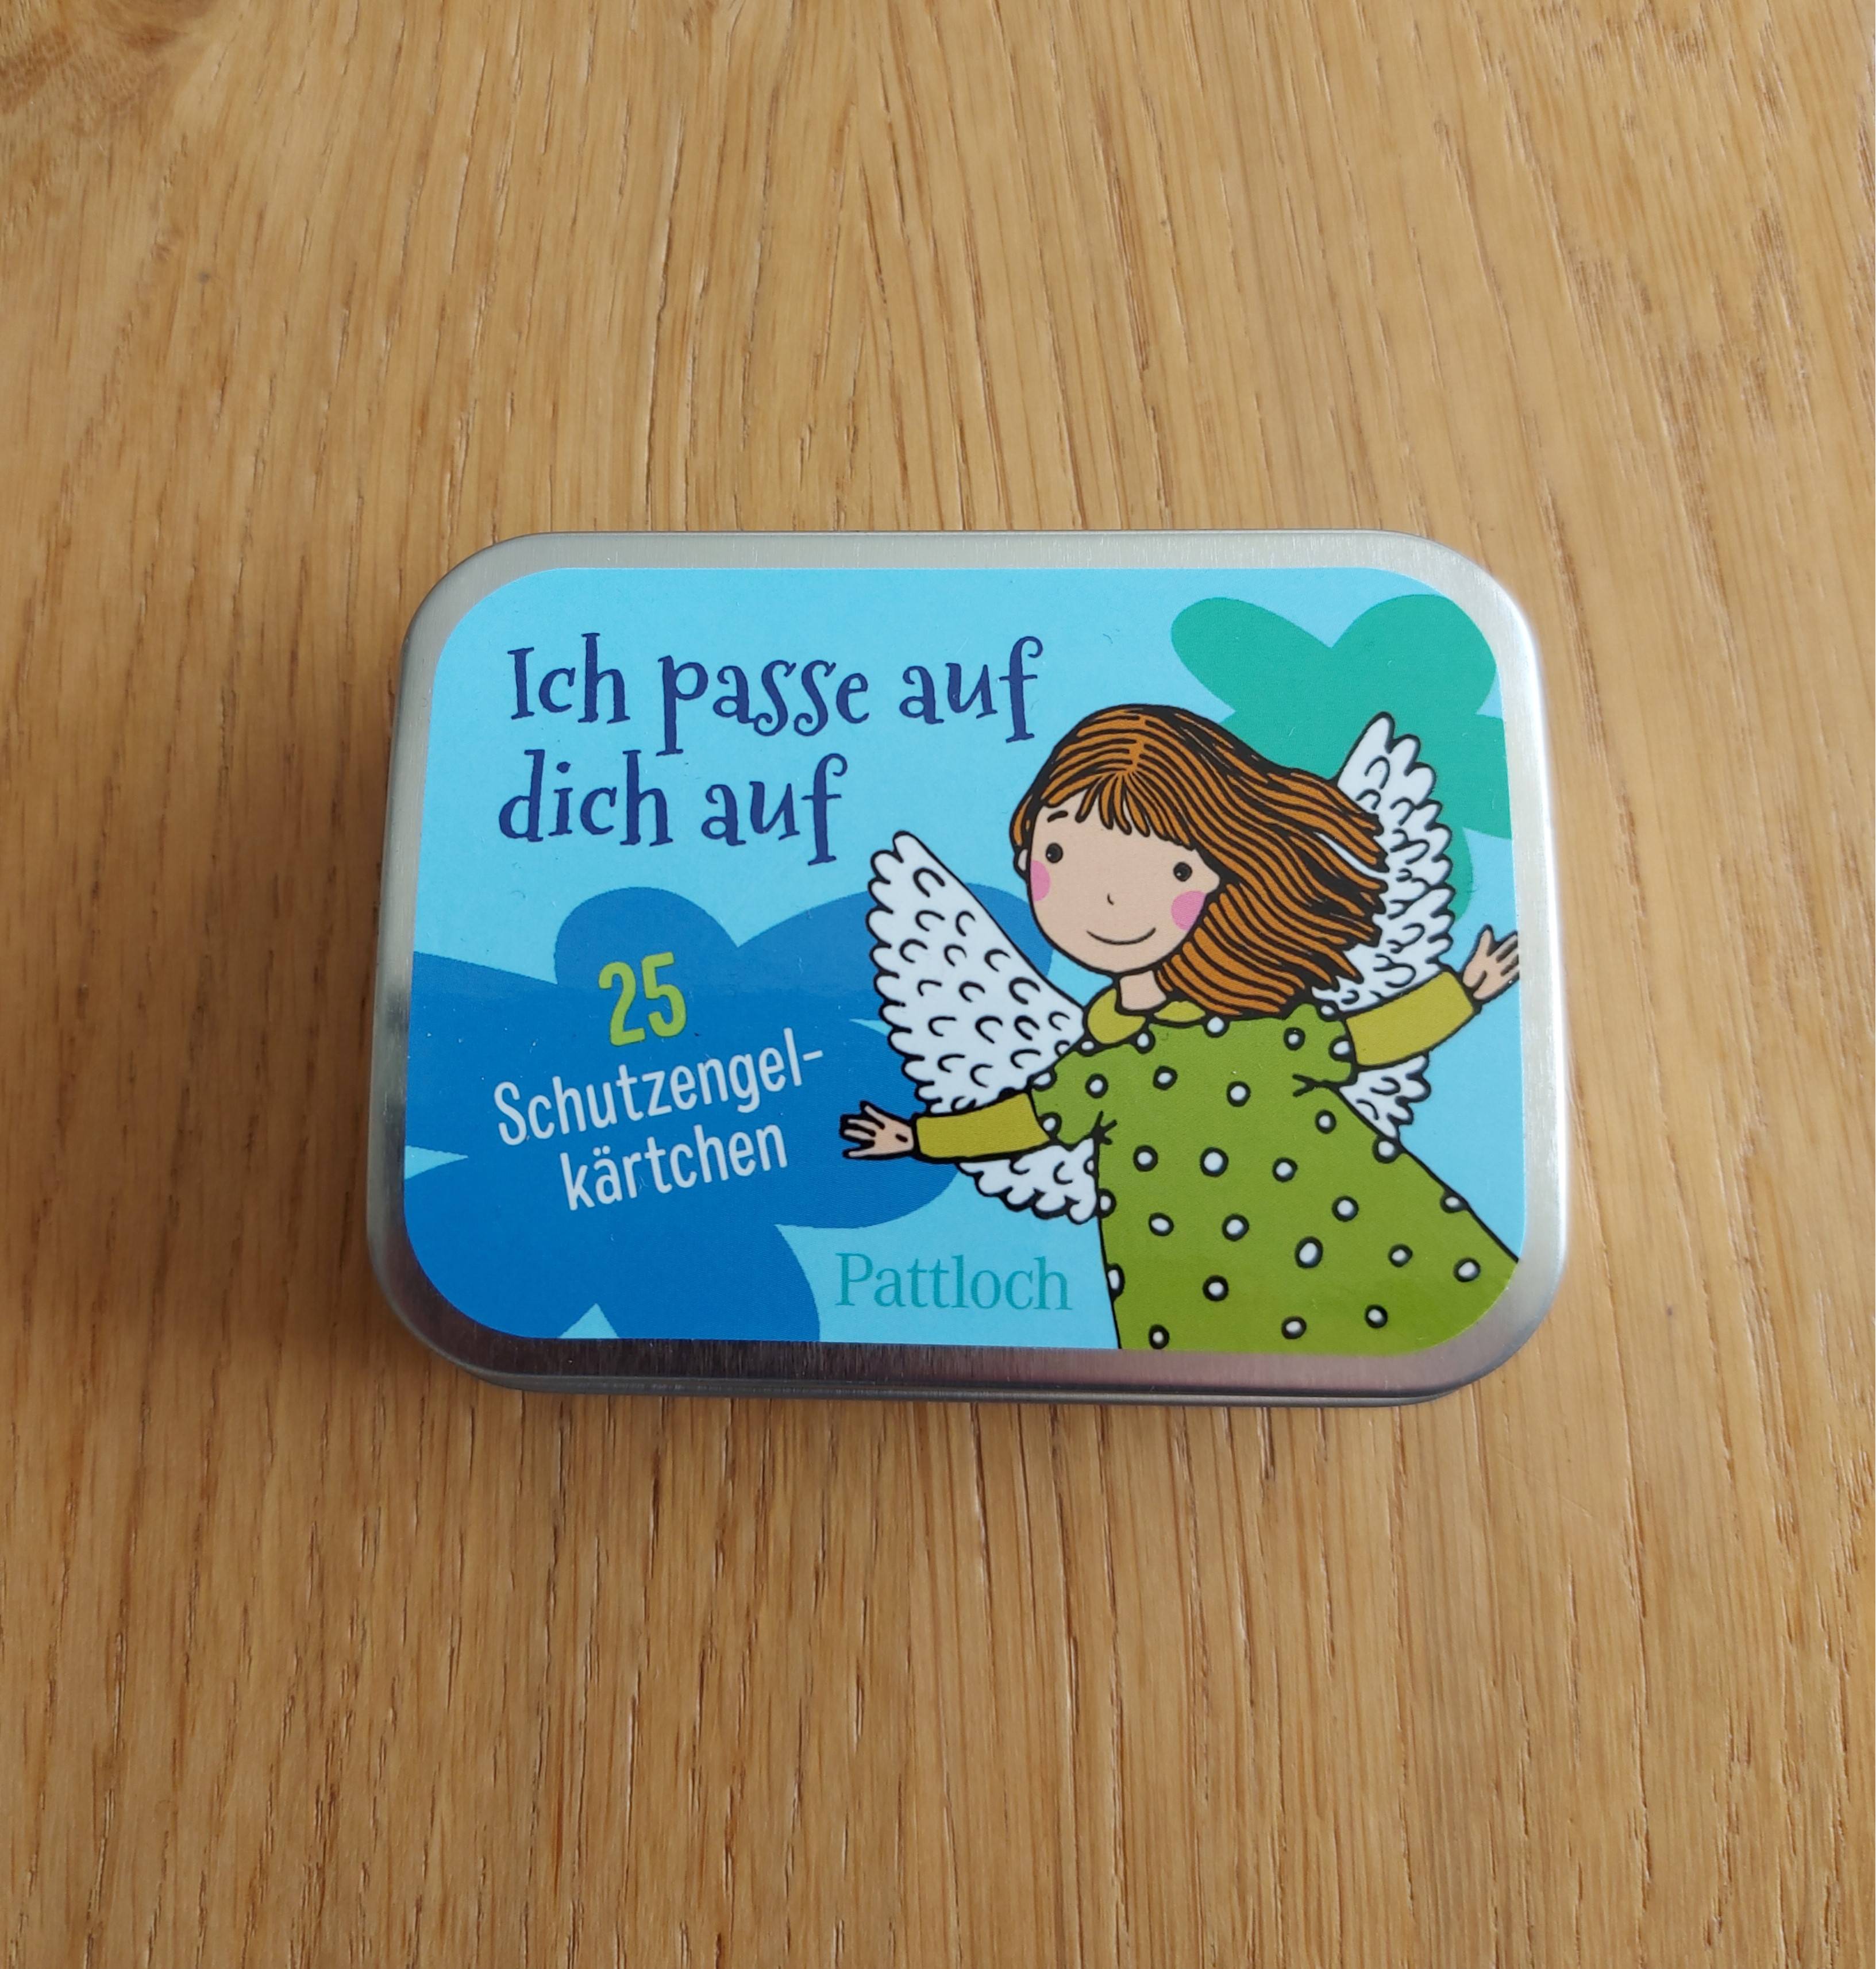 Ich passe auf
dich auf
25
Schutzengel-
kärtchen
Pattloch